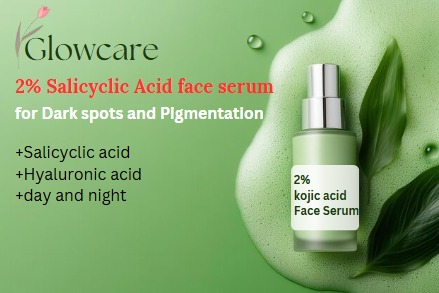 Glowcare
2% Salicyclic Acid face serum
for Dark spots and PIgmentation
+Salicyclic acid
+Hyaluronic acid
+day and night
2%
kojic acid
Face Serum